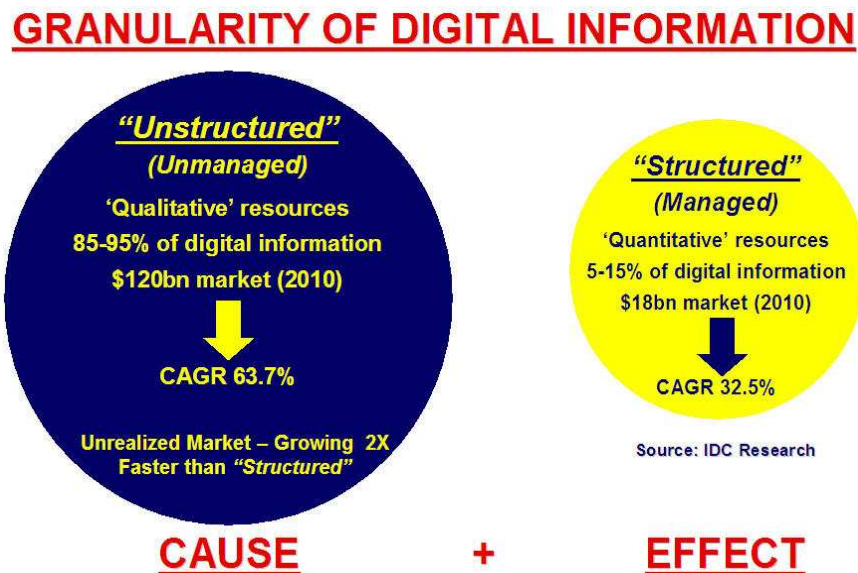 GRANULARITY OF DIGITAL INFORMATION
“Unstructured”
(Unmanaged)
‘Qualitative’ resources
85-95% of digital information
$120bn market (2010)
CAGR 63.7%
Unrealized Market – Growing 2X
Faster than “Structured”
“Structured”
(Managed)
‘Quantitative’ resources
5-15% of digital information
$18bn market (2010)
CAGR 32.5%
Source: IDC Research
CAUSE + EFFECT